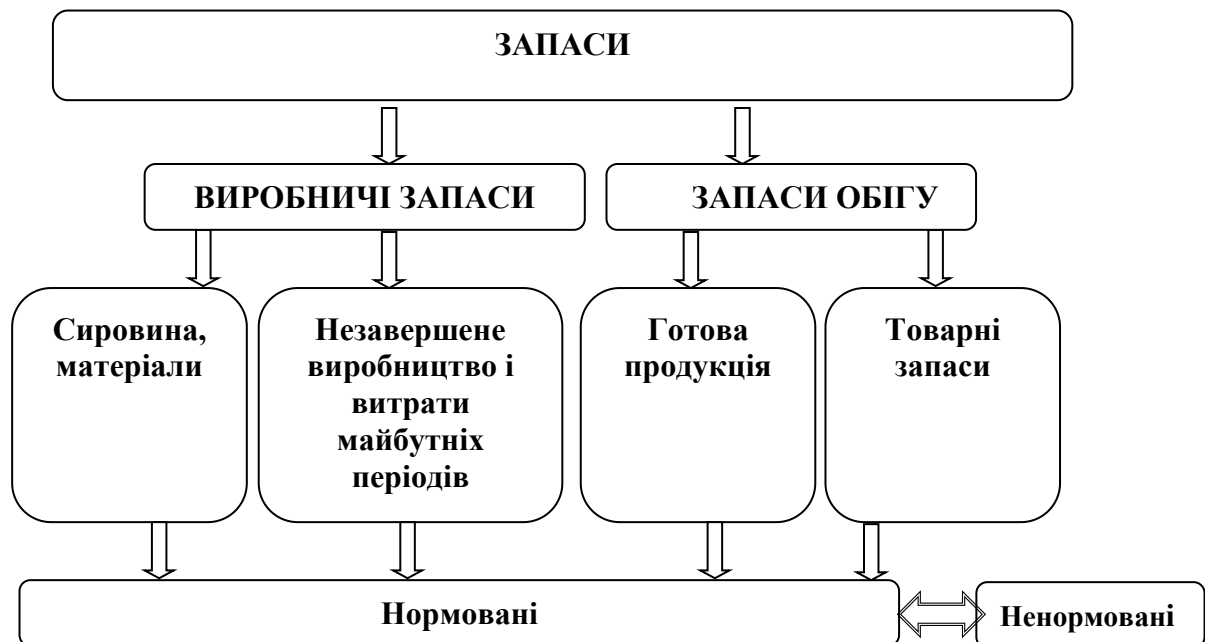 ЗАПАСИ
ВИРОБНИЧІ ЗАПАСИ
ЗАПАСИ ОБІГУ
Сировина,
матеріали
Незавершене
виробництво і
витрати
майбутніх
періодів
Готова
продукція
Товарні
запаси
Нормовані
Ненормовані